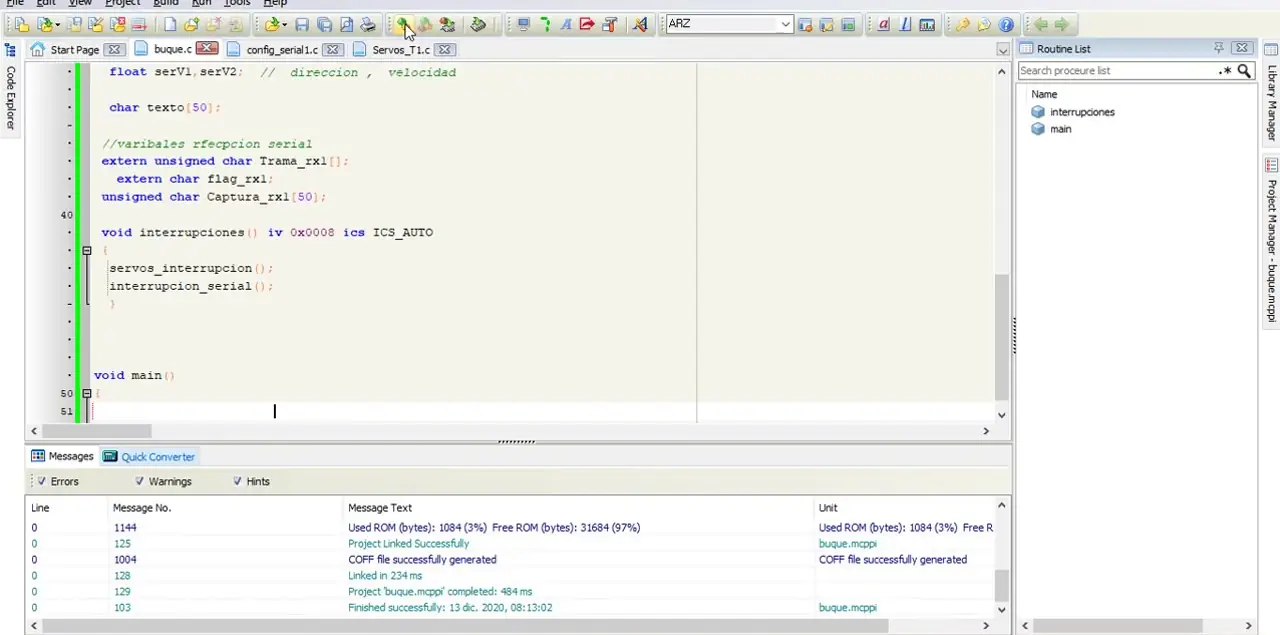 File Edit View Project Build Run Tools Help
ARZ
Start Page buque.c config_serial1.c Servos_T1.c
Code Explorer
float serV1,serV2; // direccion , velocidad
char texto[50];
//varibales rfecpcion serial
extern unsigned char Trama_rx1[];
extern char flag_rx1;
unsigned char Captura_rx1[50];
40
void interrupciones() iv 0x0008 ics ICS_AUTO
{
servos_interrupcion();
interrupcion_serial();
}
void main()
50 {
51
Routine List
Search proceure list .*
Name
interrupciones
main
Library Manager
Project Manager - buque.mcppi
Messages Quick Converter
Errors Warnings Hints
Line Message No. Message Text Unit
0 1144 Used ROM (bytes): 1084 (3%) Free ROM (bytes): 31684 (97%) Used ROM (bytes): 1084 (3%) Free R
0 125 Project Linked Successfully buque.mcppi
0 1004 COFF file successfully generated COFF file successfully generated
0 128 Linked in 234 ms
0 129 Project 'buque.mcppi' completed: 484 ms
0 103 Finished successfully: 13 dic. 2020, 08:13:02 buque.mcppi